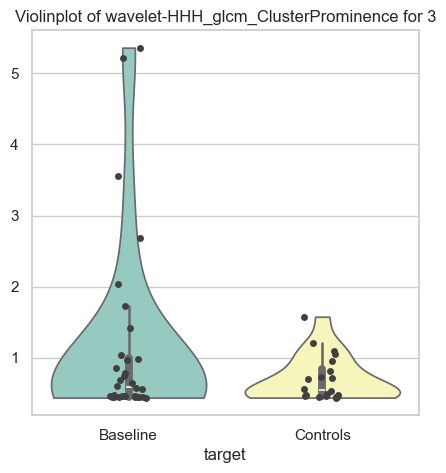 Violinplot of wavelet-HHH_glcm_ClusterProminence for 3
5
4
3
2
1
Baseline
Controls
target